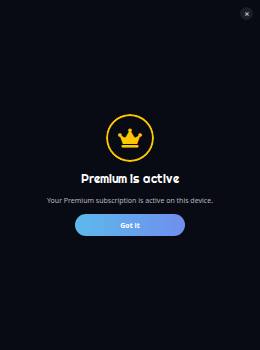 Premium is active
Your Premium subscription is active on this device.
Got it